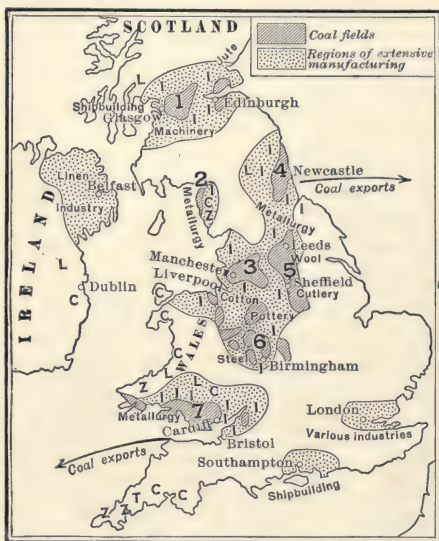 SCOTLAND
Coal fields
Regions of extensive
manufacturing
Jute
L
I
I
I
I
Shipbuilding
1
Edinburgh
Glasgow
I
I
Machinery
Linen
Belfast
Industry
2
I
C
Z
Metallurgy
I
L
I
4
Newcastle
Coal exports
I
Metallurgy
I
IRELAND
L
C
Dublin
Manchester
3
I
Leeds
Wool
5
Liverpool
Sheffield
Cutlery
Cotton
I
I
I
C
Pottery
WALES
C
6
Steel
I
Birmingham
L
Z
L
C
I
I
I
I
I
Metallurgy
7
Cardiff
I
Bristol
Coal exports
London
Various industries
Southampton
Shipbuilding
Z
Z
T
C
C